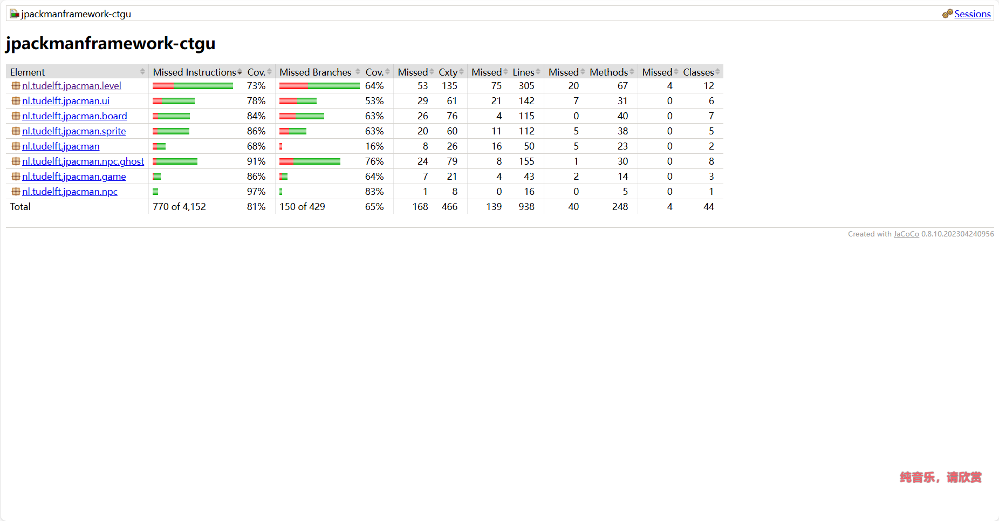 jpackmanframework-ctgu Sessions
jpackmanframework-ctgu
Element Missed Instructions Cov. Missed Branches Cov. Missed Cxty Missed Lines Missed Methods Missed Classes
nl.tudelft.jpacman.level 73% 64% 53 135 75 305 20 67 4 12
nl.tudelft.jpacman.ui 78% 53% 29 61 21 142 7 31 0 6
nl.tudelft.jpacman.board 84% 63% 26 76 4 115 0 40 0 7
nl.tudelft.jpacman.sprite 86% 63% 20 60 11 112 5 38 0 5
nl.tudelft.jpacman 68% 16% 8 26 16 50 5 23 0 2
nl.tudelft.jpacman.npc.ghost 91% 76% 24 79 8 155 1 30 0 8
nl.tudelft.jpacman.game 86% 64% 7 21 4 43 2 14 0 3
nl.tudelft.jpacman.npc 97% 83% 1 8 0 16 0 5 0 1
Total 770 of 4,152 81% 150 of 429 65% 168 466 139 938 40 248 4 44
Created with JaCoCo 0.8.10.202304240956
纯音乐，请欣赏